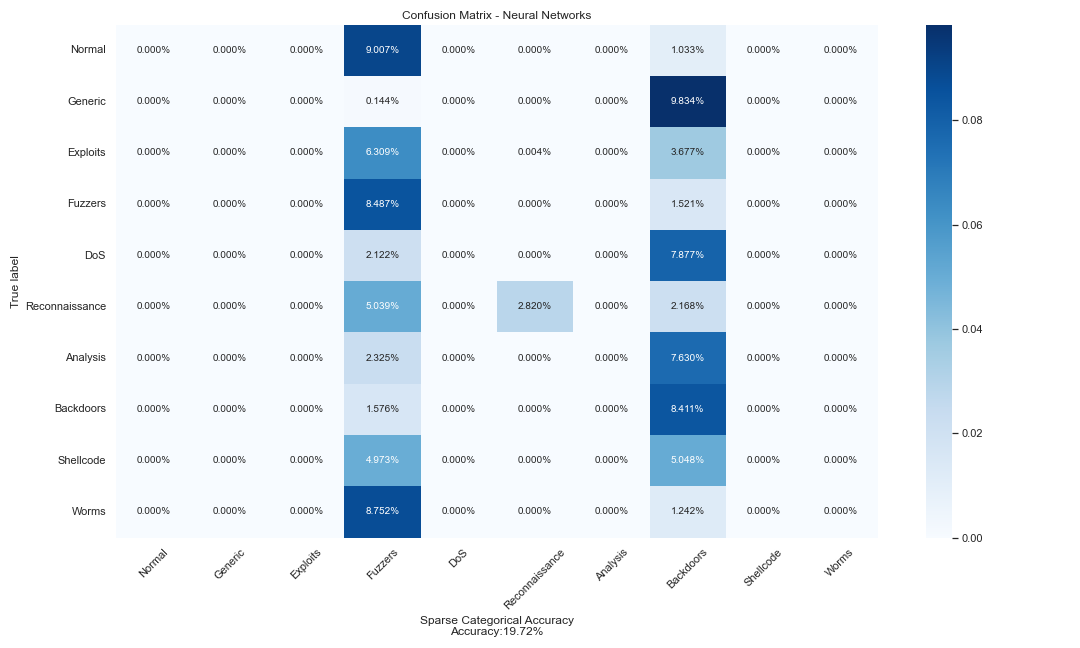 Confusion Matrix - Neural Networks
Normal 0.000% 0.000% 0.000% 9.007% 0.000% 0.000% 0.000% 1.033% 0.000% 0.000%
Generic 0.000% 0.000% 0.000% 0.144% 0.000% 0.000% 0.000% 9.834% 0.000% 0.000%
0.08
Exploits 0.000% 0.000% 0.000% 6.309% 0.000% 0.004% 0.000% 3.677% 0.000% 0.000%
Fuzzers 0.000% 0.000% 0.000% 8.487% 0.000% 0.000% 0.000% 1.521% 0.000% 0.000%
0.06
DoS 0.000% 0.000% 0.000% 2.122% 0.000% 0.000% 0.000% 7.877% 0.000% 0.000%
True label
Reconnaissance 0.000% 0.000% 0.000% 5.039% 0.000% 2.820% 0.000% 2.168% 0.000% 0.000%
0.04
Analysis 0.000% 0.000% 0.000% 2.325% 0.000% 0.000% 0.000% 7.630% 0.000% 0.000%
Backdoors 0.000% 0.000% 0.000% 1.576% 0.000% 0.000% 0.000% 8.411% 0.000% 0.000%
0.02
Shellcode 0.000% 0.000% 0.000% 4.973% 0.000% 0.000% 0.000% 5.048% 0.000% 0.000%
Worms 0.000% 0.000% 0.000% 8.752% 0.000% 0.000% 0.000% 1.242% 0.000% 0.000%
0.00
Normal Generic Exploits Fuzzers DoS Reconnaissance Analysis Backdoors Shellcode Worms
Sparse Categorical Accuracy
Accuracy:19.72%